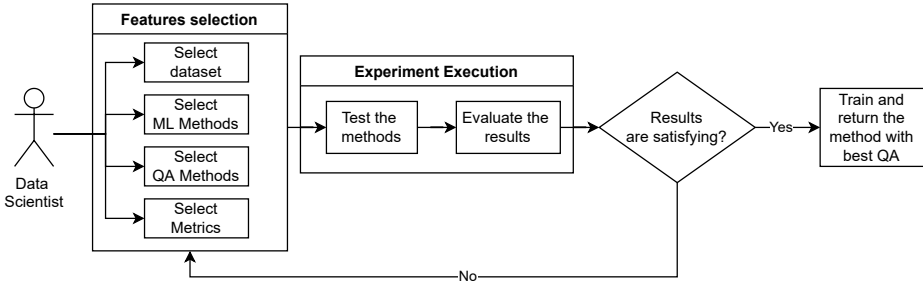 Features selection
Select
dataset
Select
ML Methods
Select
QA Methods
Select
Metrics
Data
Scientist
Experiment Execution
Test the
methods
Evaluate the
results
Results
are satisfying?
Yes
Train and
return the
method with
best QA
No